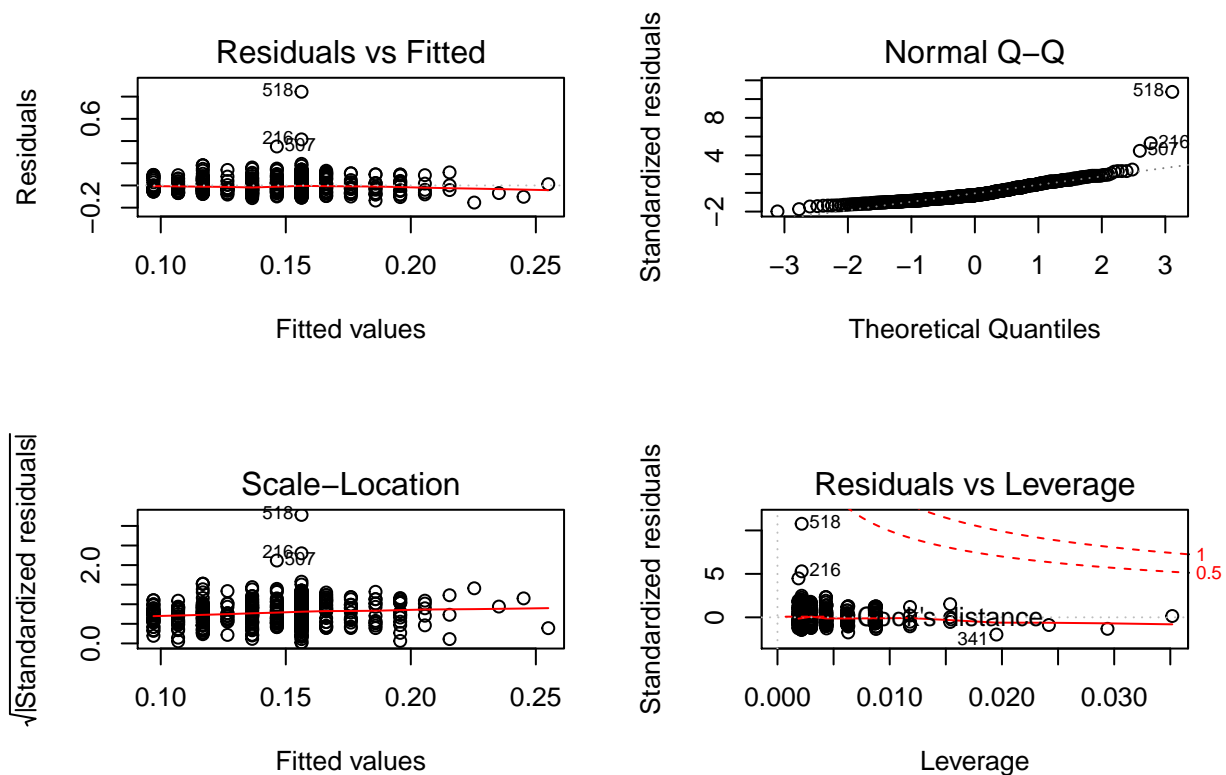 Residuals vs Fitted
Residuals
0.6
−0.2
518
216
507
0.10 0.15 0.20 0.25
Fitted values
Normal Q−Q
Standardized residuals
8
4
−2
518
216
507
−3 −2 −1 0 1 2 3
Theoretical Quantiles
Scale−Location
√|Standardized residuals|
2.0
0.0
518
216
507
0.10 0.15 0.20 0.25
Fitted values
Residuals vs Leverage
Standardized residuals
5
0
518
216
341
Cook's distance
1
0.5
0.000 0.010 0.020 0.030
Leverage